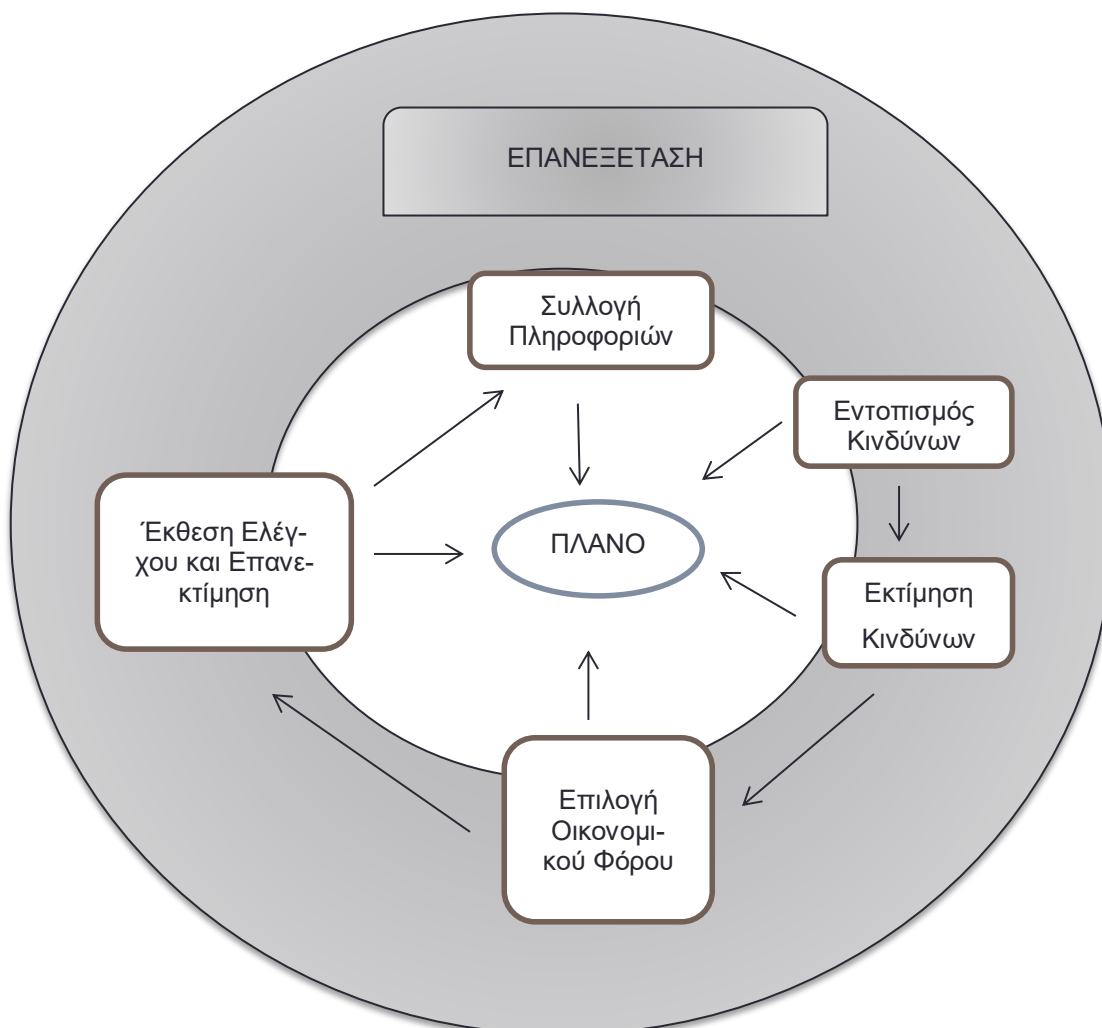 ΕΠΑΝΕΞΕΤΑΣΗ
Συλλογή
Πληροφοριών
Εντοπισμός
Κινδύνων
Έκθεση Ελέγ-
χου και Επανε-
κτίμηση
ΠΛΑΝΟ
Εκτίμηση
Κινδύνων
Επιλογή
Οικονομι-
κού Φόρου